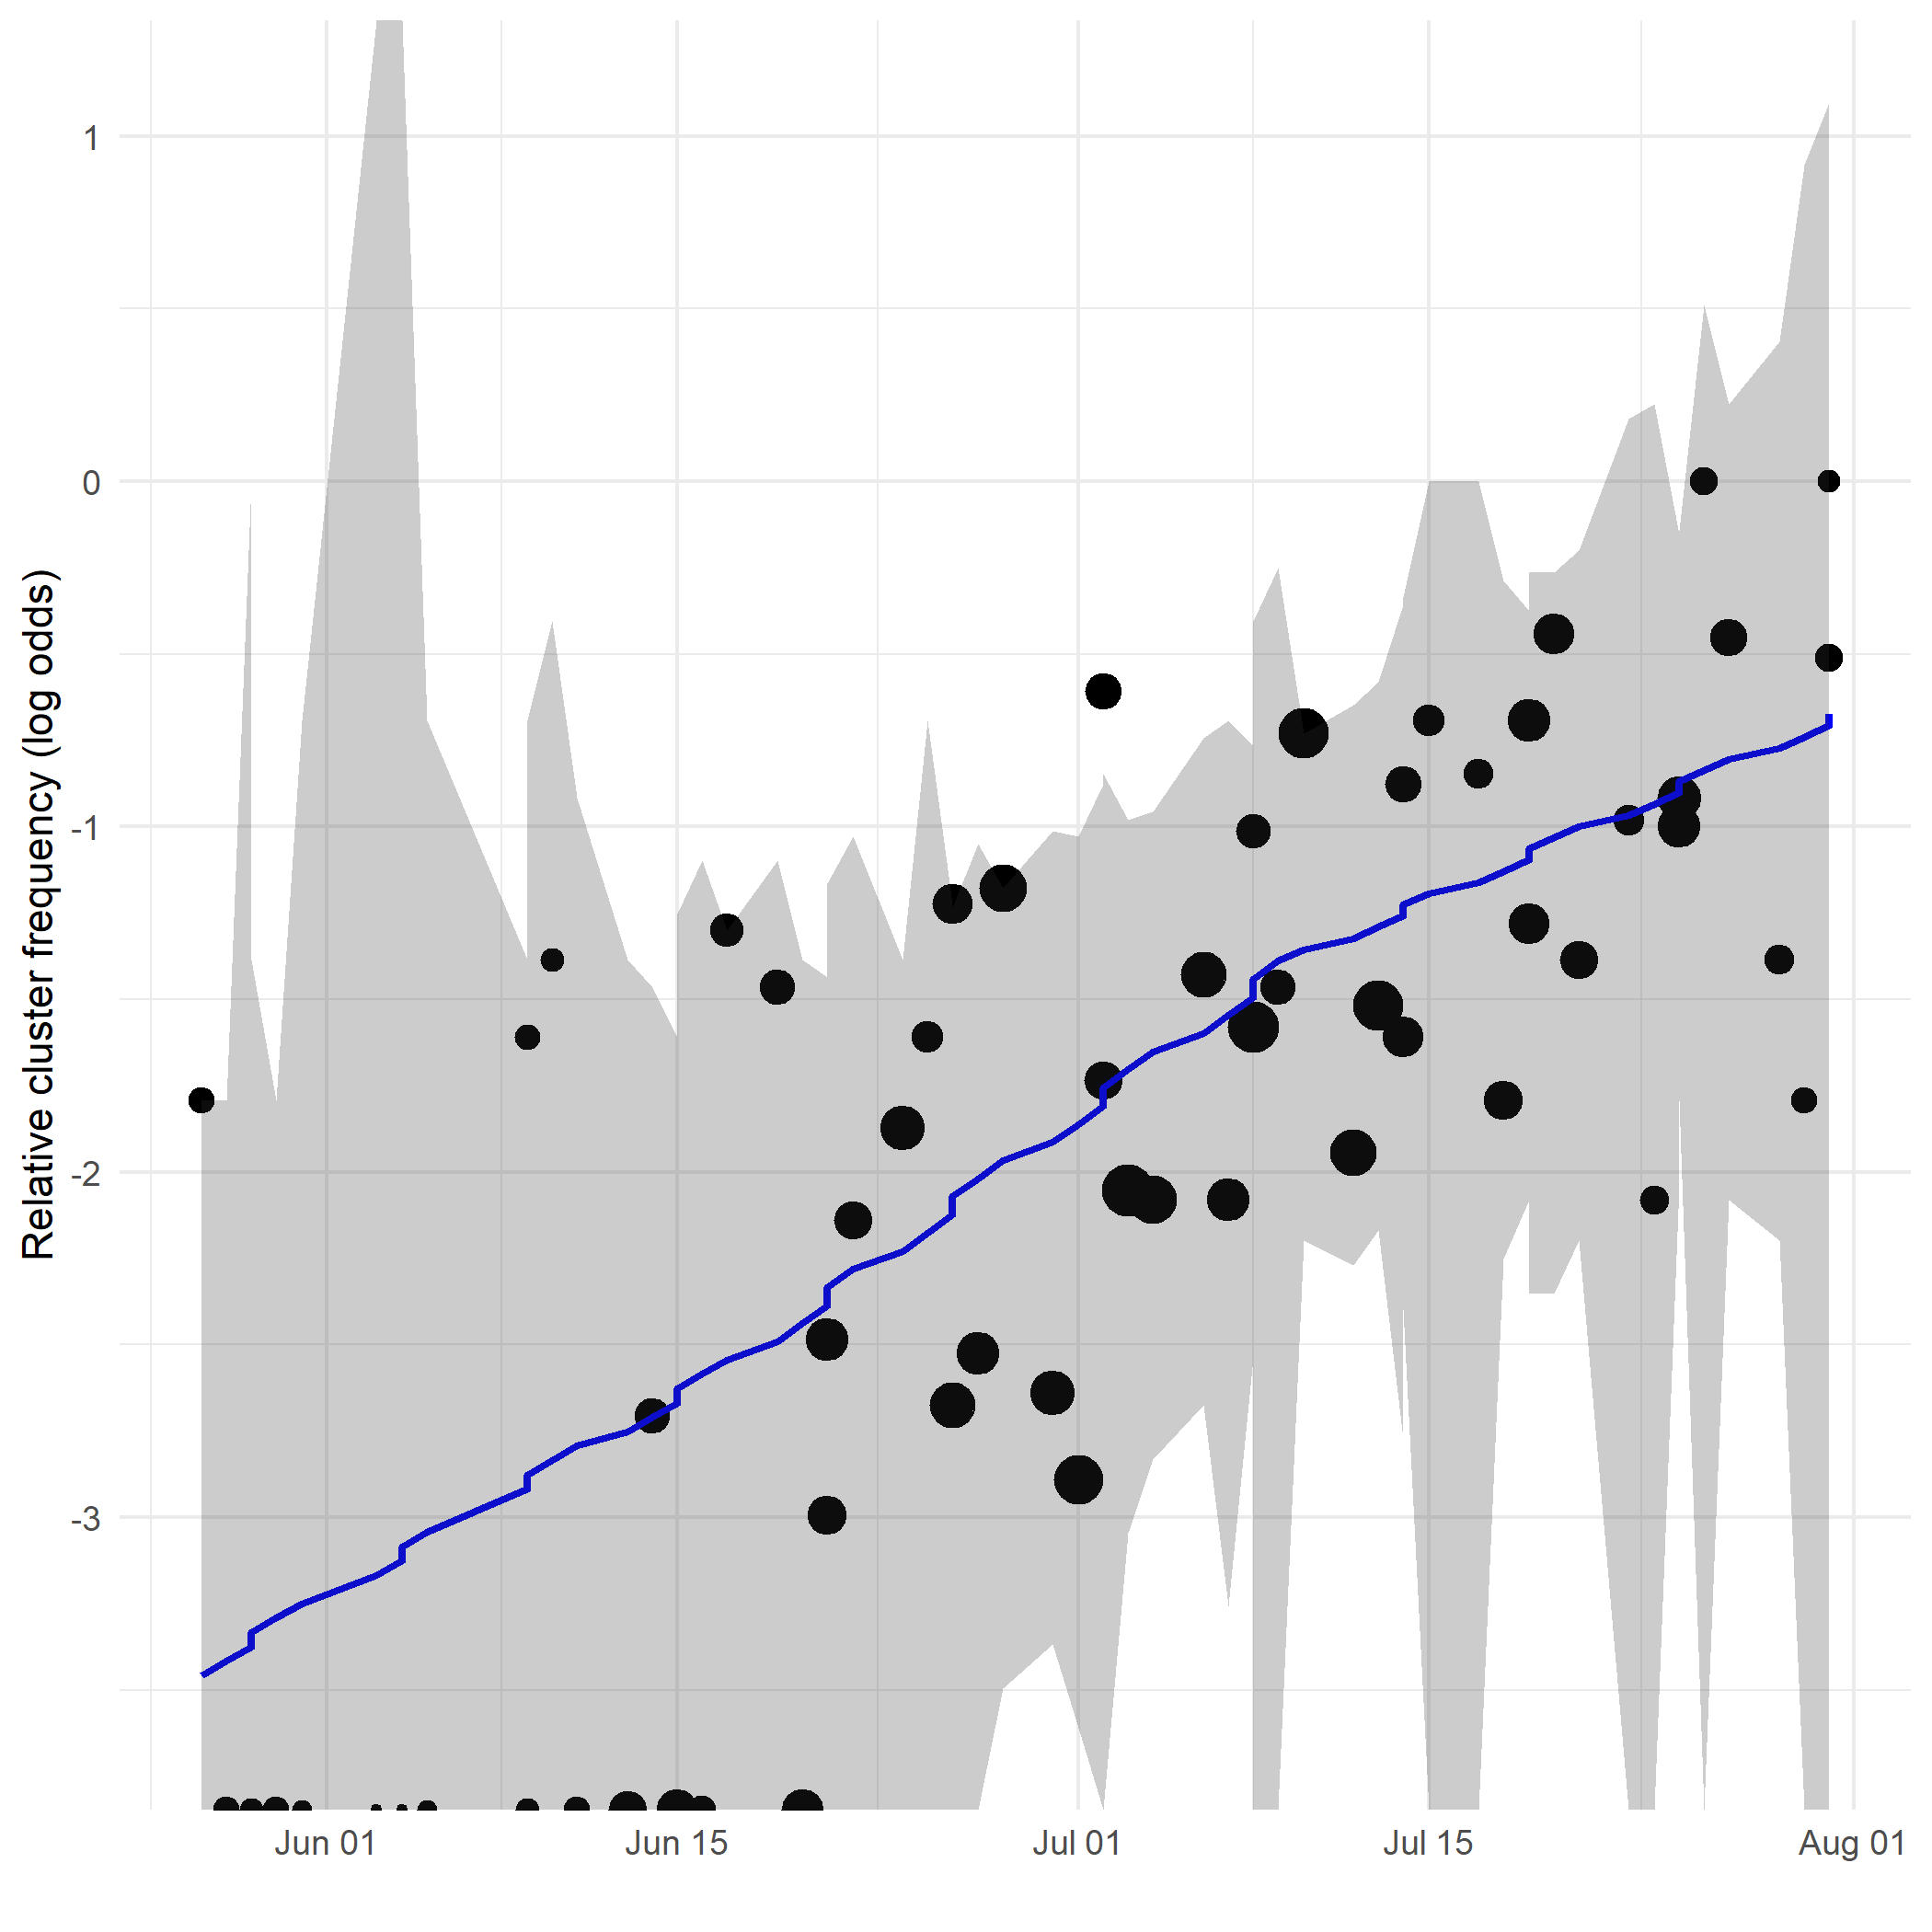 Relative cluster frequency (log odds)
1
0
-1
-2
-3
Jun 01
Jun 15
Jul 01
Jul 15
Aug 01